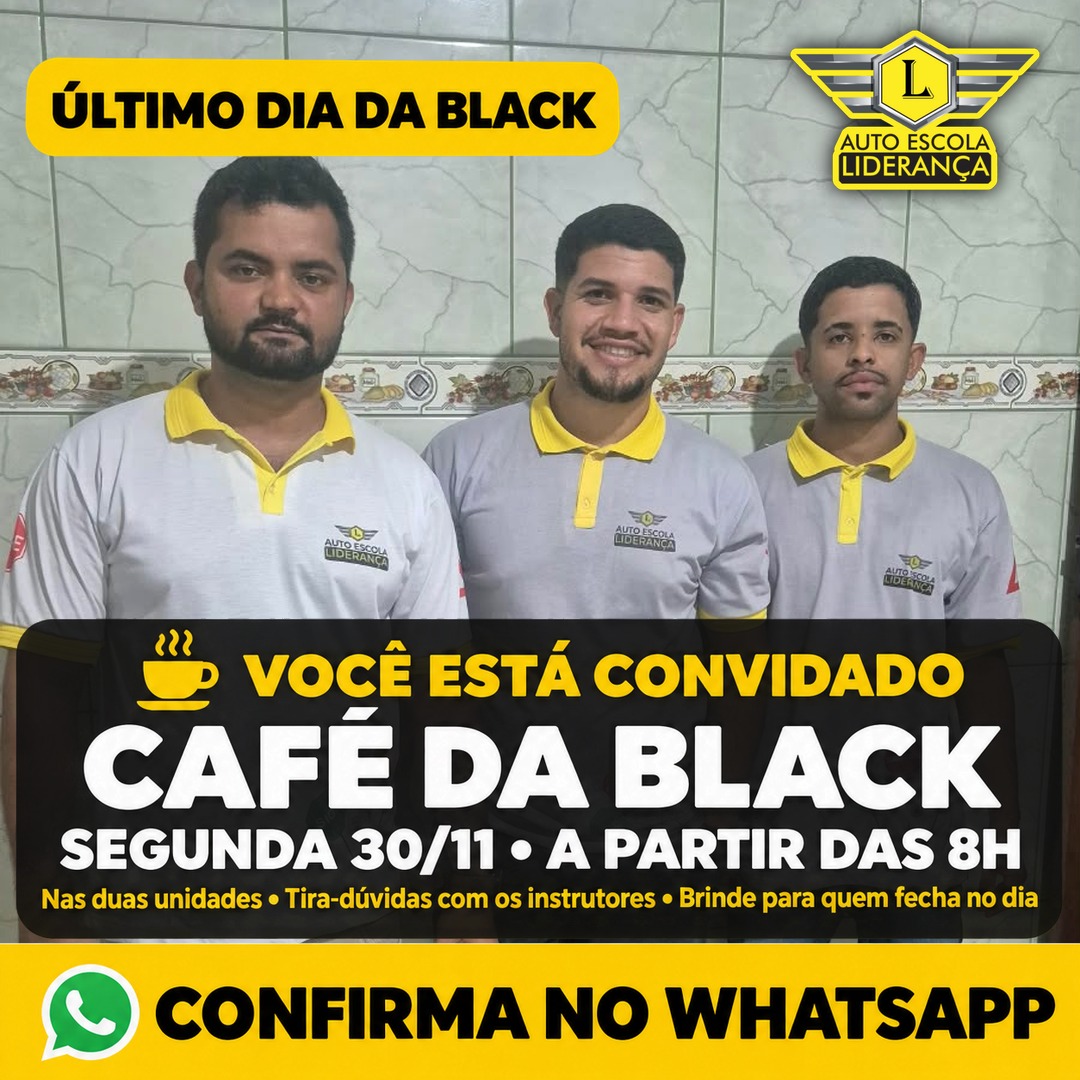 ÚLTIMO DIA DA BLACK
L
AUTO ESCOLA
LIDERANÇA
L
AUTO ESCOLA
LIDERANÇA
L
AUTO ESCOLA
LIDERANÇA
L
AUTO ESCOLA
LIDERANÇA
VOCÊ ESTÁ CONVIDADO
CAFÉ DA BLACK
SEGUNDA 30/11 • A PARTIR DAS 8H
Nas duas unidades • Tira-dúvidas com os instrutores • Brinde para quem fecha no dia
CONFIRMA NO WHATSAPP